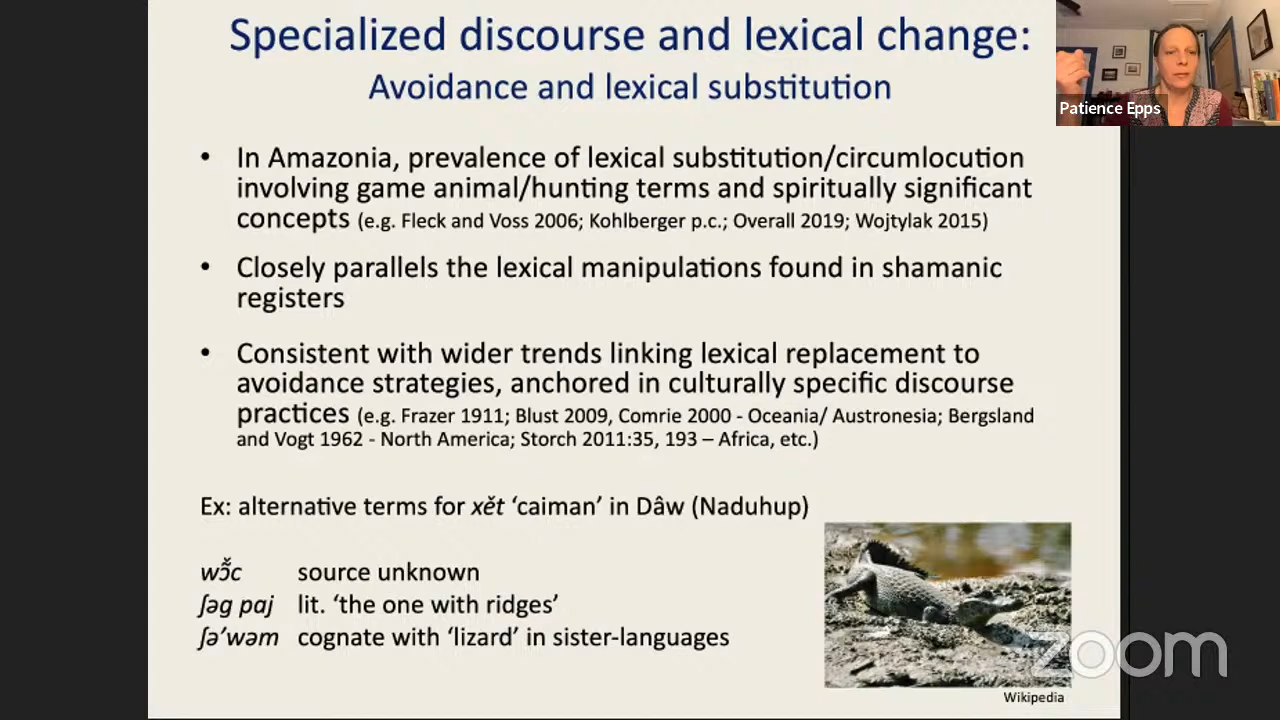 Specialized discourse and lexical change:
Avoidance and lexical substitution
Patience Epps
• In Amazonia, prevalence of lexical substitution/circumlocution
involving game animal/hunting terms and spiritually significant
concepts (e.g. Fleck and Voss 2006; Kohlberger p.c.; Overall 2019; Wojtylak 2015)
• Closely parallels the lexical manipulations found in shamanic
registers
• Consistent with wider trends linking lexical replacement to
avoidance strategies, anchored in culturally specific discourse
practices (e.g. Frazer 1911; Blust 2009, Comrie 2000 - Oceania/ Austronesia; Bergsland
and Vogt 1962 - North America; Storch 2011:35, 193 – Africa, etc.)
Ex: alternative terms for xět ‘caiman’ in Dâw (Naduhup)
wɔ̌̃c source unknown
ʃəg paj lit. ‘the one with ridges’
ʃə’wəm cognate with ‘lizard’ in sister-languages
zoom
Wikipedia